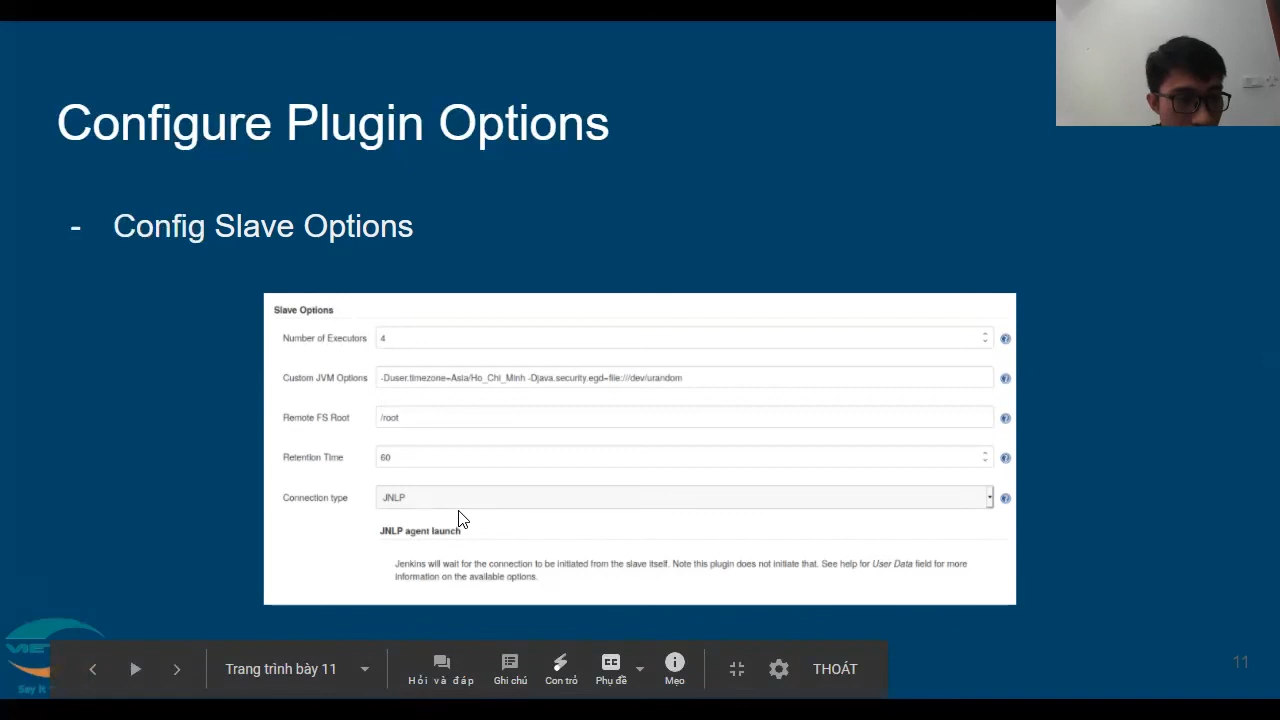 Configure Plugin Options
- Config Slave Options
Slave Options
Number of Executors 4
Custom JVM Options -Duser.timezone=Asia/Ho_Chi_Minh -Djava.security.egd=file:///dev/urandom
Remote FS Root /root
Retention Time 60
Connection type JNLP
JNLP agent launch
Jenkins will wait for the connection to be initiated from the slave itself. Note this plugin does not initiate that. See help for User Data field for more
information on the available options.
Trang trình bày 11
Hỏi và đáp
Ghi chú
Con trỏ
CC
Phụ đề
Mẹo
THOÁT
11
Say it